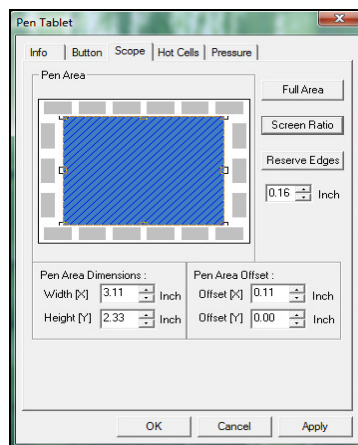 Pen Tablet
Info Button Scope Hot Cells Pressure
Pen Area
Full Area
Screen Ratio
Reserve Edges
0.16 Inch
Pen Area Dimensions :
Width [X] 3.11 Inch
Height [Y] 2.33 Inch
Pen Area Offset :
Offset [X] 0.11 Inch
Offset [Y] 0.00 Inch
OK Cancel Apply